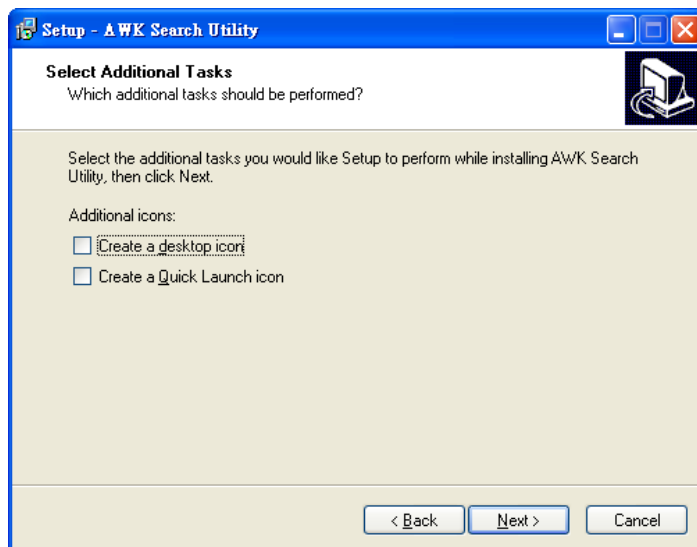 Setup - AWK Search Utility
Select Additional Tasks
Which additional tasks should be performed?
Select the additional tasks you would like Setup to perform while installing AWK Search
Utility, then click Next.
Additional icons:
Create a desktop icon
Create a Quick Launch icon
< Back
Next >
Cancel